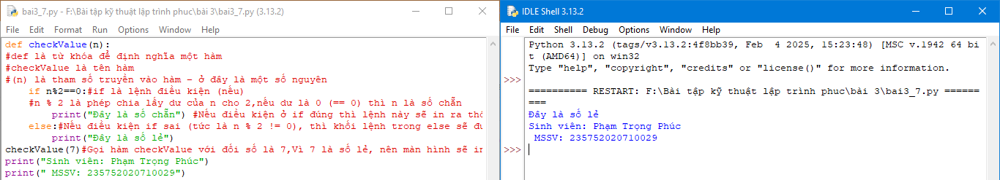 bai3_7.py - F:\Bài tập kỹ thuật lập trình phuc\bài 3\bai3_7.py (3.13.2)
File Edit Format Run Options Window Help
def checkValue(n):
#def là từ khóa để định nghĩa một hàm
#checkValue là tên hàm
#(n) là tham số truyền vào hàm – ở đây là một số nguyên
    if n%2==0:#if là lệnh điều kiện (nếu)
    #n % 2 là phép chia lấy dư của n cho 2,nếu dư là 0 (== 0) thì n là số chẵn
        print("Đây là số chẵn") #Nếu điều kiện ở if đúng thì lệnh này sẽ in ra
    else:#Nếu điều kiện if sai (tức là n % 2 != 0), thì khối lệnh trong else sẽ
        print("Đây là số lẻ")
checkValue(7)#Gọi hàm checkValue với đối số là 7,Vì 7 là số lẻ, nên màn hình sẽ in
print("Sinh viên: Phạm Trọng Phúc")
print(" MSSV: 235752020710029")
IDLE Shell 3.13.2
File Edit Shell Debug Options Window Help
Python 3.13.2 (tags/v3.13.2:4f8bb39, Feb  4 2025, 15:23:48) [MSC v.1942 64 bi
t (AMD64)] on win32
Type "help", "copyright", "credits" or "license()" for more information.
>>>
========== RESTART: F:\Bài tập kỹ thuật lập trình phuc\bài 3\bai3_7.py =======
===
Đây là số lẻ
Sinh viên: Phạm Trọng Phúc
 MSSV: 235752020710029
>>>